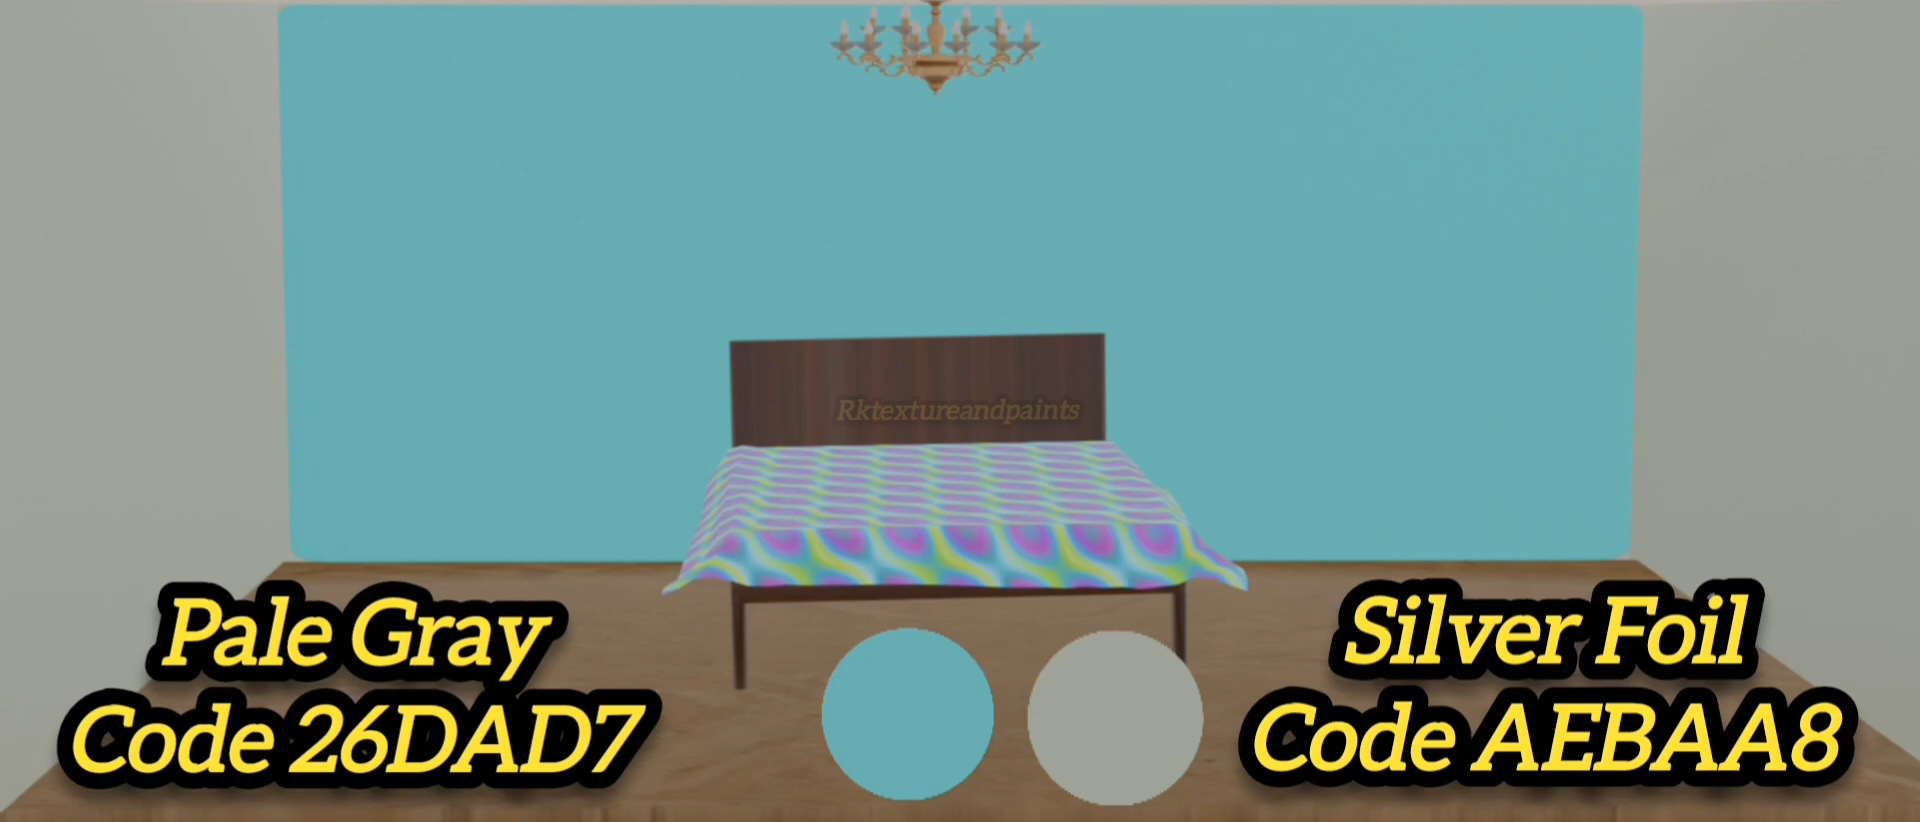 Rktextureandpaints
Pale Gray
Code 26DAD7
Silver Foil
Code AEBAA8